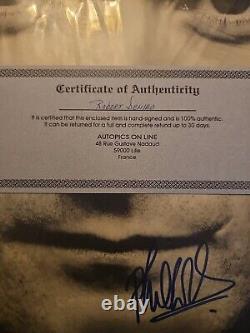 Certificate of Authenticity
Robert Deniro
It is certified that the enclosed item is hand-signed and is 100% authentic.
It can be returned for a full and complete refund up to 30 days.
AUTOPICS ON LINE
48 Rue Gustave Nadaud
59000 Lille
France